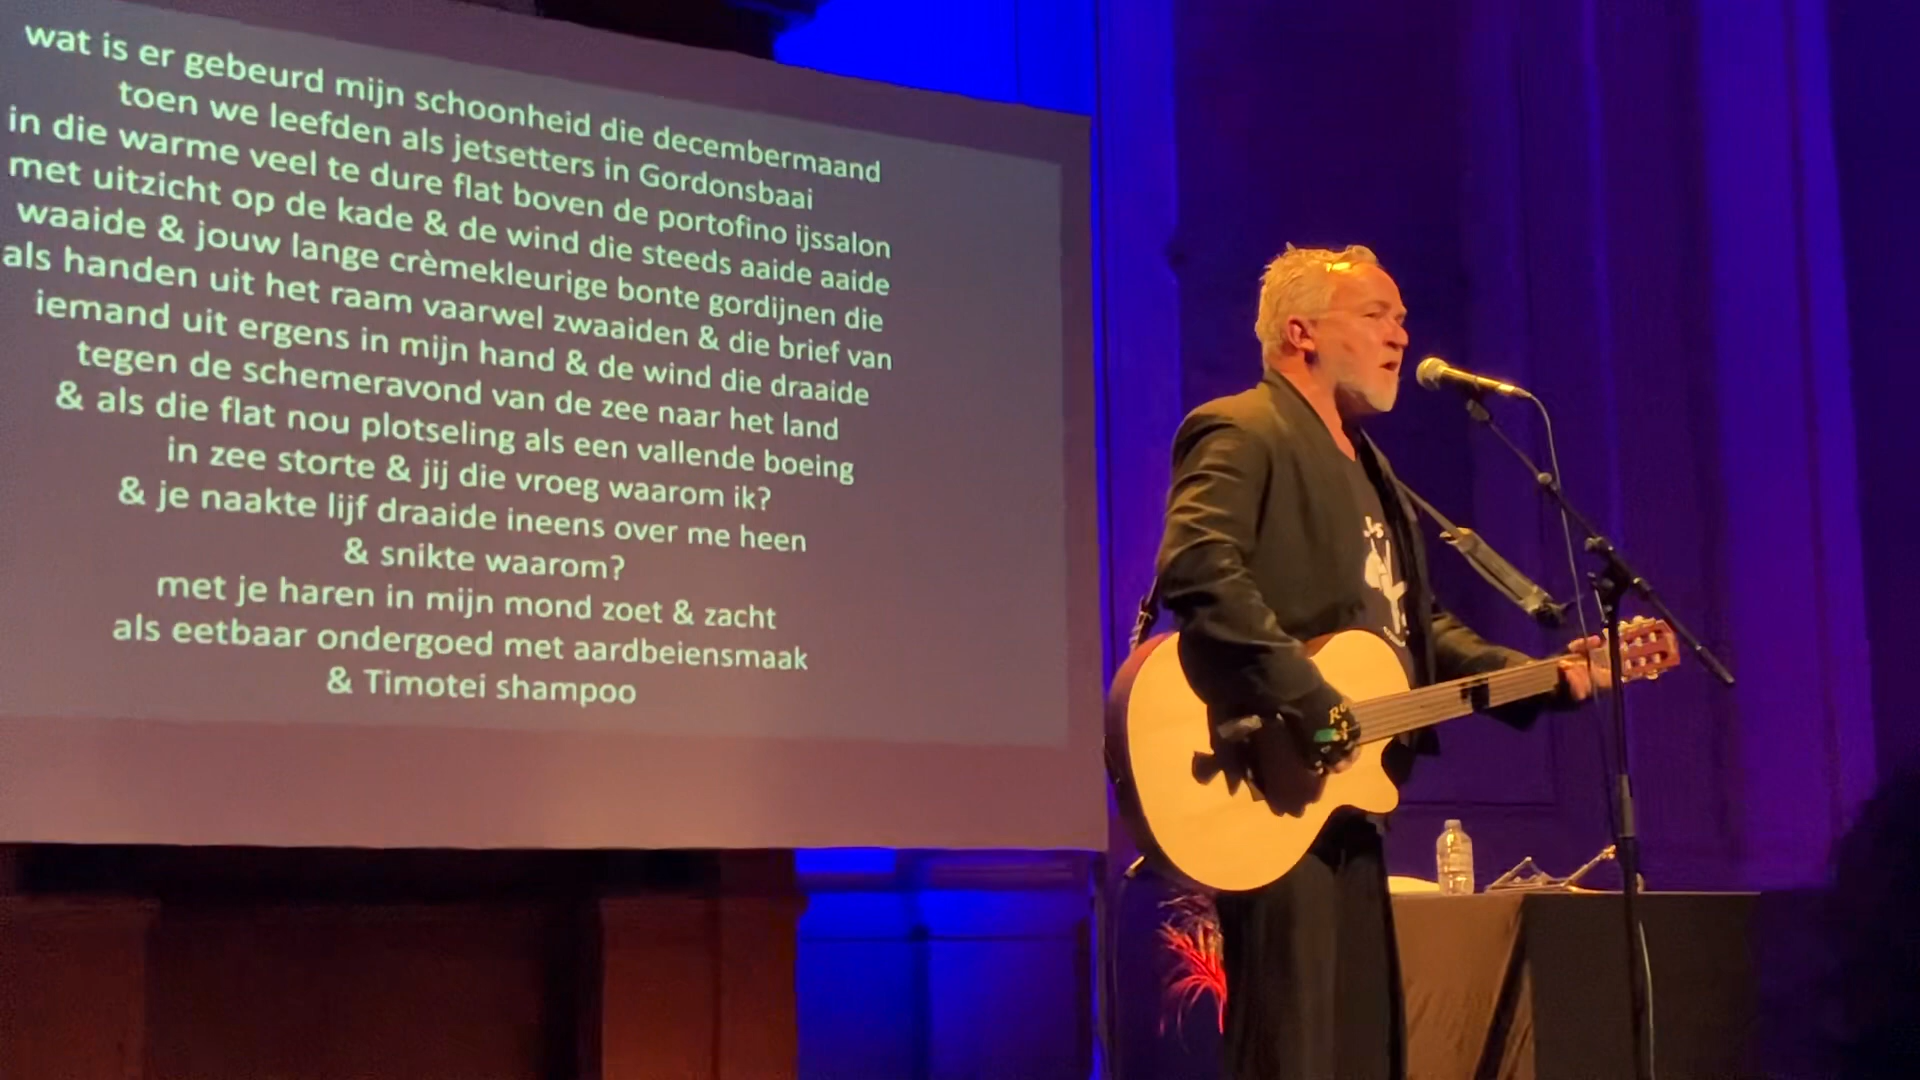 wat is er gebeurd mijn schoonheid die decembermaand
toen we leefden als jetsetters in Gordonsbaai
in die warme veel te dure flat boven de portofino ijssalon
met uitzicht op de kade & de wind die steeds aaide aaide
waaide & jouw lange crèmekleurige bonte gordijnen die
als handen uit het raam vaarwel zwaaiden & die brief van
iemand uit ergens in mijn hand & de wind die draaide
tegen de schemeravond van de zee naar het land
& als die flat nou plotseling als een vallende boeing
in zee storte & jij die vroeg waarom ik?
& je naakte lijf draaide ineens over me heen
& snikte waarom?
met je haren in mijn mond zoet & zacht
als eetbaar ondergoed met aardbeiensmaak
& Timotei shampoo